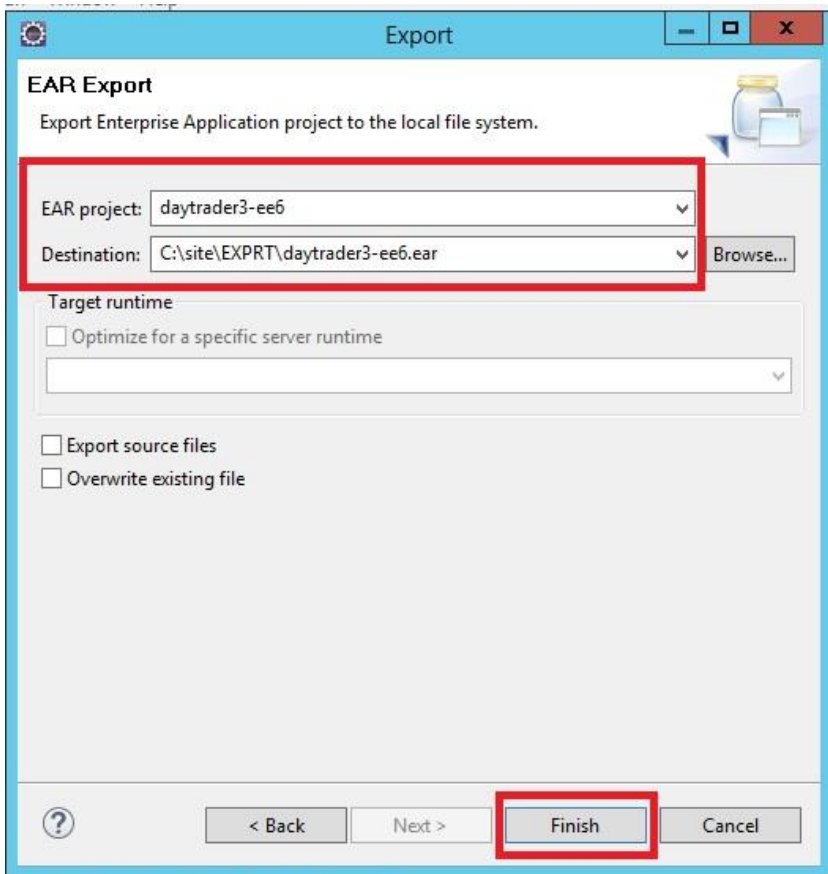 Export
EAR Export
Export Enterprise Application project to the local file system.
EAR project: daytrader3-ee6
Destination: C:\site\EXPRT\daytrader3-ee6.ear Browse...
Target runtime
Optimize for a specific server runtime
Export source files
Overwrite existing file
? < Back Next > Finish Cancel